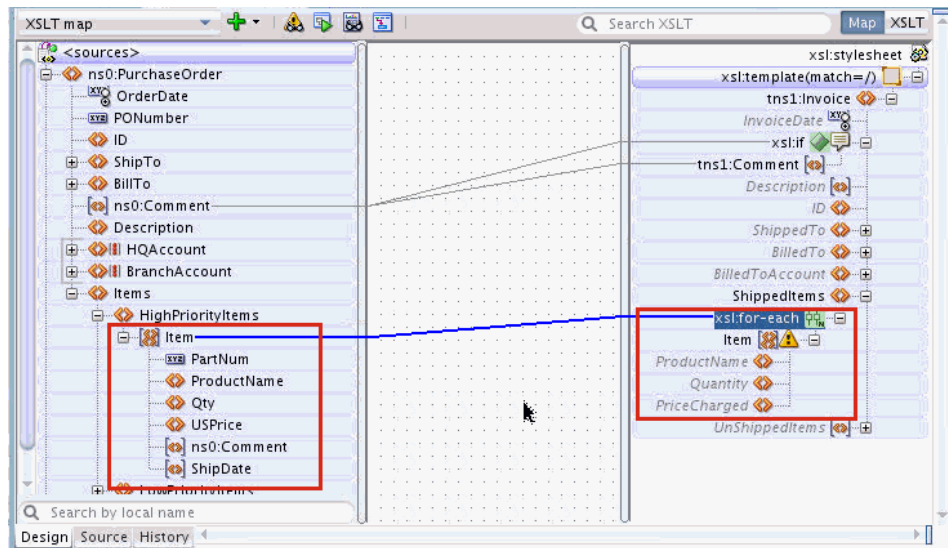 XSLT map
Search XSLT
Map XSLT
<sources>
ns0:PurchaseOrder
OrderDate
PONumber
ID
ShipTo
BillTo
ns0:Comment
Description
HQAccount
BranchAccount
Items
HighPriorityItems
Item
PartNum
ProductName
Qty
USPrice
ns0:Comment
ShipDate
LowPriorityItems
Search by local name
Design Source History
xsl:stylesheet
xsl:template(match=/)
tns1:Invoice
InvoiceDate
xsl:if
tns1:Comment
Description
ID
ShippedTo
BilledTo
BilledToAccount
ShippedItems
xsl:for-each
Item
ProductName
Quantity
PriceCharged
UnShippedItems